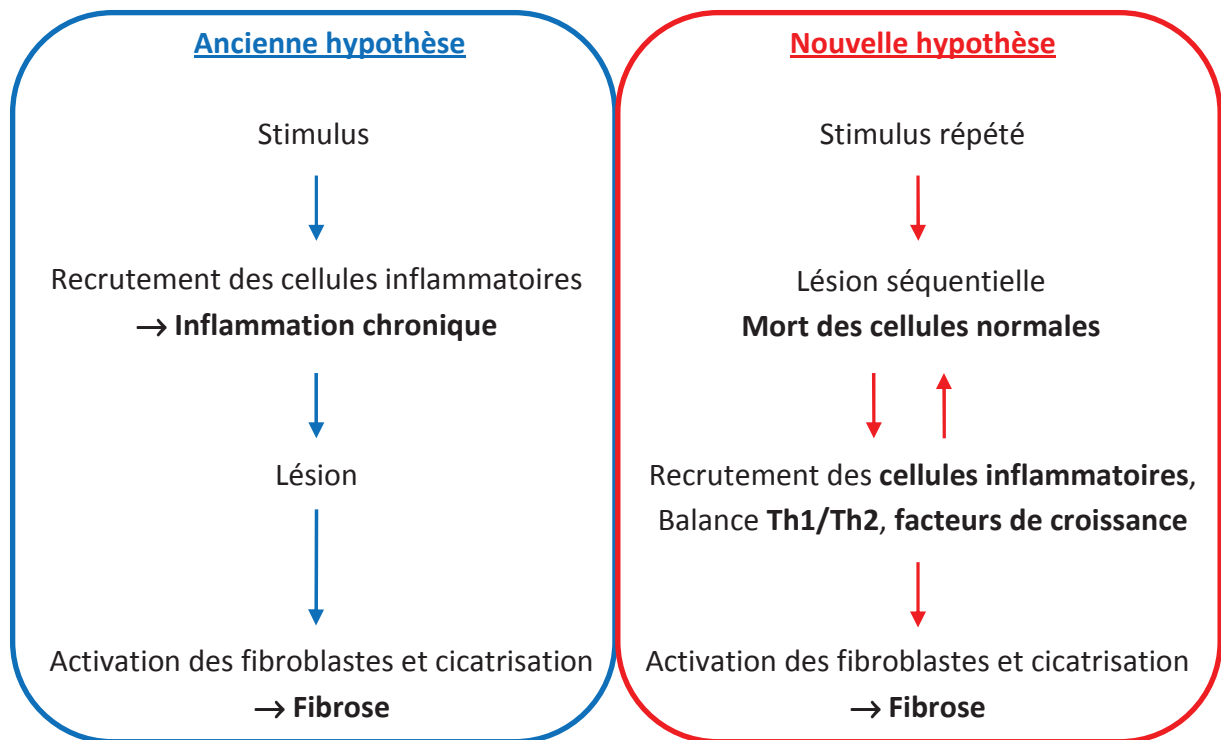 Ancienne hypothèse
Stimulus
Recrutement des cellules inflammatoires
→ Inflammation chronique
Lésion
Activation des fibroblastes et cicatrisation
→ Fibrose
Nouvelle hypothèse
Stimulus répété
Lésion séquentielle
Mort des cellules normales
Recrutement des cellules inflammatoires,
Balance Th1/Th2, facteurs de croissance
Activation des fibroblastes et cicatrisation
→ Fibrose